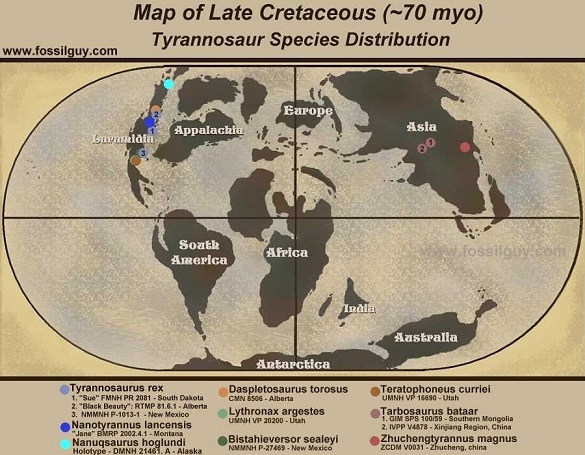 Map of Late Cretaceous (~70 myo)
Tyrannosaur Species Distribution
www.fossilguy.com
Europe
Asia
Appalachia
Laramidia
2
1
3
1
2
South
America
Africa
www.fossilguy.com
India
Australia
Antarctica
Tyrannosaurus rex
1. "Sue" FMNH PR 2081 - South Dakota
2. "Black Beauty": RTMP 81.6.1 - Alberta
3. NMMNH P-1013-1 - New Mexico
Nanotyrannus lancensis
"Jane" BMRP 2002.4.1 - Montana
Nanuqsaurus hoglundi
Holotype - DMNH 21461. A - Alaska
Daspletosaurus torosus
CMN 8506 - Alberta
Lythronax argestes
UMNH VP 20200 - Utah
Bistahieversor sealeyi
NMMNH P-27469 - New Mexico
Teratophoneus curriei
UMNH VP 16690 - Utah
Tarbosaurus bataar
1. GIM SPS 100/59 - Southern Mongolia
2. IVPP V4878 - Xinjiang Region, China
Zhuchengtyrannus magnus
ZCDM V0031 - Zhucheng, china